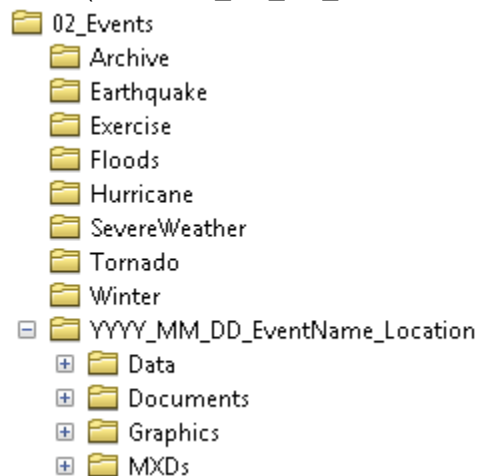 02_Events
Archive
Earthquake
Exercise
Floods
Hurricane
SevereWeather
Tornado
Winter
YYYY_MM_DD_EventName_Location
Data
Documents
Graphics
MXDs